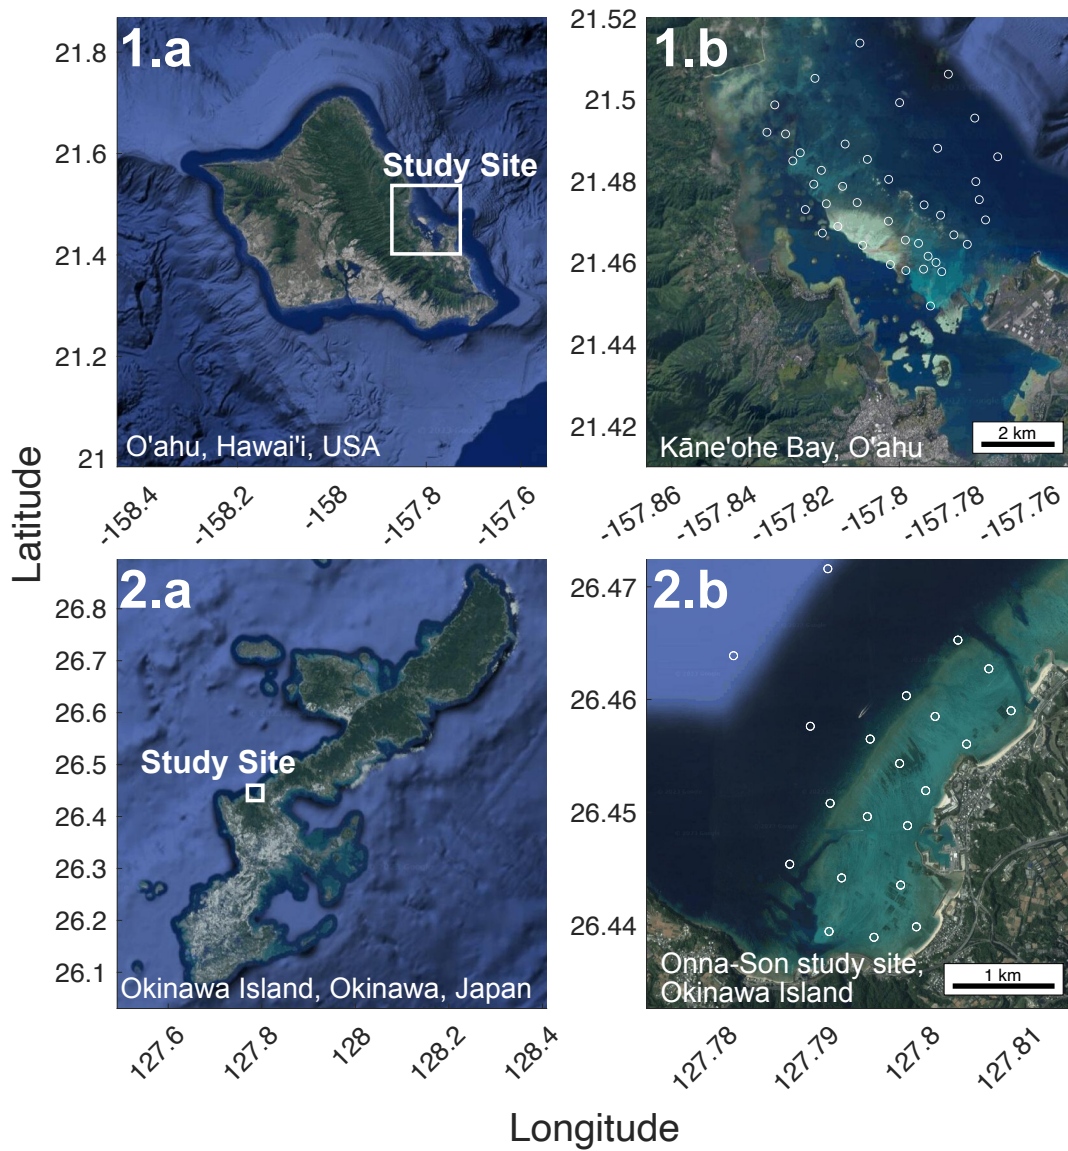 1.a
Study Site
O'ahu, Hawai'i, USA
21.8
21.6
21.4
21.2
21
-158.4
-158.2
-158
-157.8
-157.6
1.b
Kāne'ohe Bay, O'ahu
2 km
21.52
21.5
21.48
21.46
21.44
21.42
-157.86
-157.84
-157.82
-157.8
-157.78
-157.76
Latitude
2.a
Study Site
Okinawa Island, Okinawa, Japan
26.8
26.7
26.6
26.5
26.4
26.3
26.2
26.1
127.6
127.8
128
128.2
128.4
2.b
Onna-Son study site,
Okinawa Island
1 km
26.47
26.46
26.45
26.44
127.78
127.79
127.8
127.81
Longitude